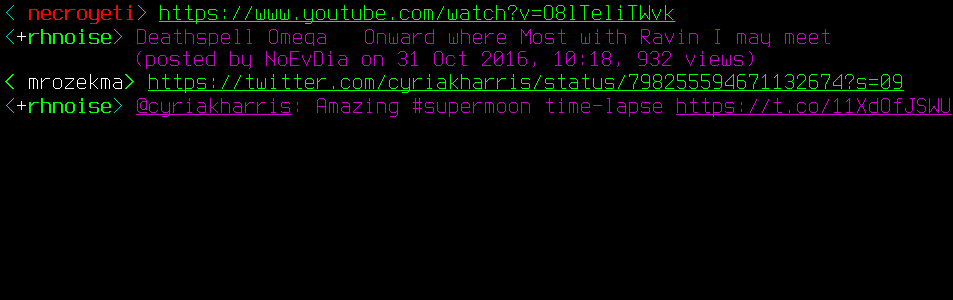 < necroyeti> https://www.youtube.com/watch?v=O8lTeliTWvk
<+rhnoise> Deathspell Omega   Onward where Most with Ravin I may meet
(posted by NoEvDia on 31 Oct 2016, 10:18, 932 views)
< mrozekma> https://twitter.com/cyriakharris/status/798255594671132674?s=09
<+rhnoise> @cyriakharris: Amazing #supermoon time-lapse https://t.co/11XdOfJSWU